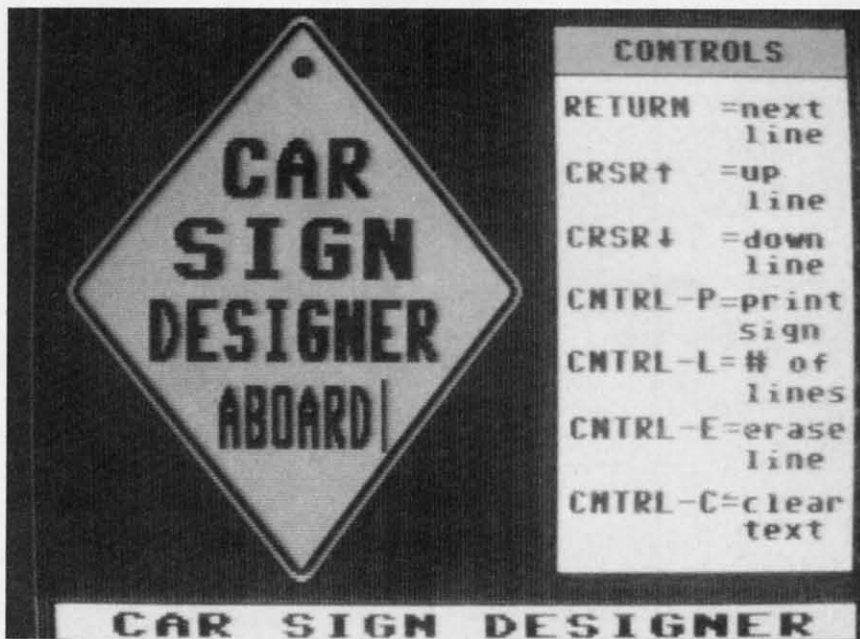 CAR
SIGN
DESIGNER
ABOARD
CONTROLS
RETURN =next
line
CRSR↑ =up
line
CRSR↓ =down
line
CNTRL-P=print
sign
CNTRL-L=# of
lines
CNTRL-E=erase
line
CNTRL-C=clear
text
CAR SIGN DESIGNER